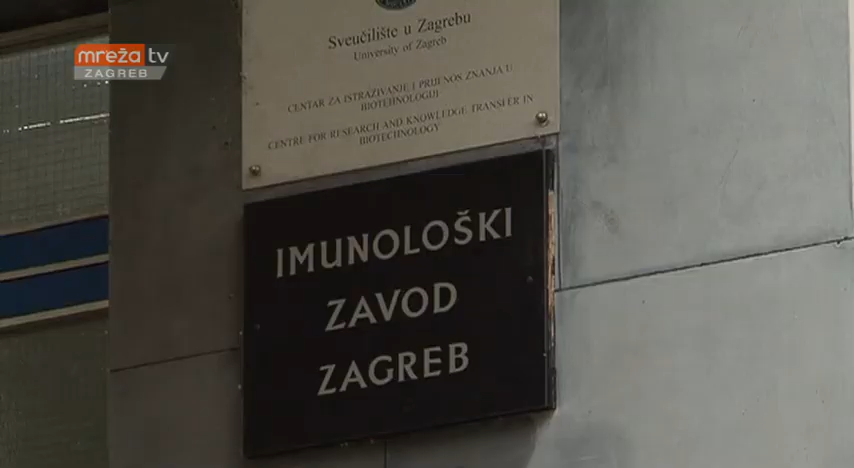 mreža tv
ZAGREB
Sveučilište u Zagrebu
University of Zagreb
CENTAR ZA ISTRAŽIVANJE I PRIJENOS ZNANJA U
BIOTEHNOLOGIJI
CENTRE FOR RESEARCH AND KNOWLEDGE TRANSFER IN
BIOTECHNOLOGY
IMUNOLOŠKI
ZAVOD
ZAGREB